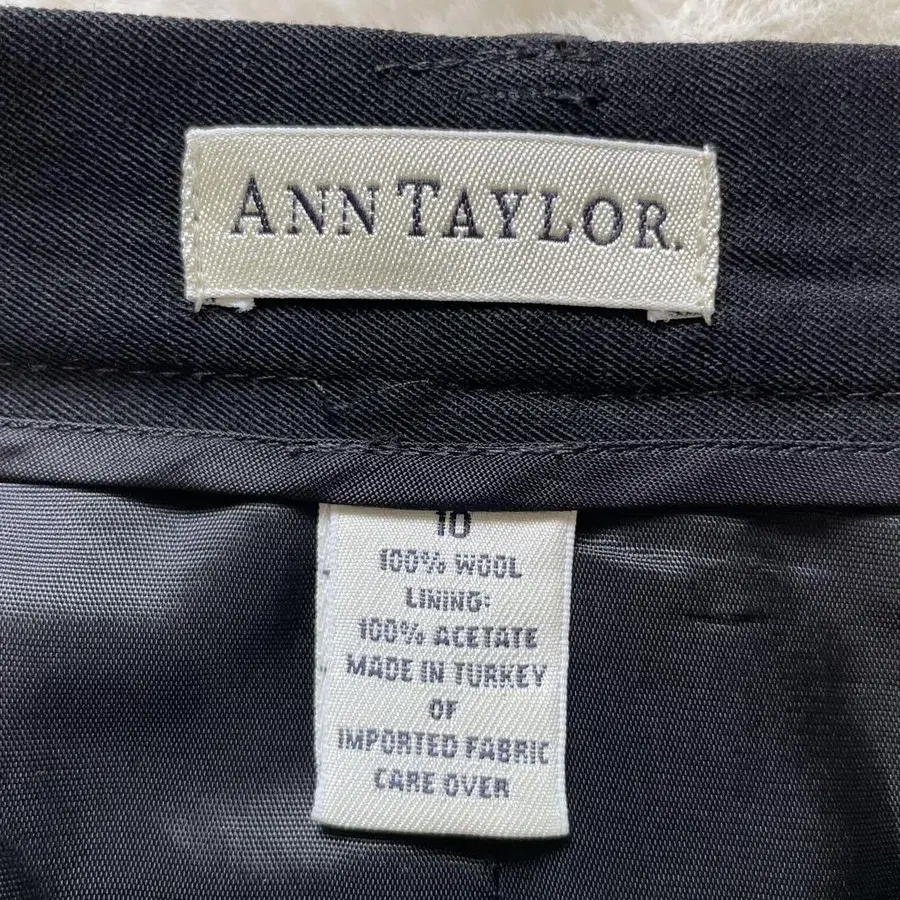 ANN TAYLOR.
10
100% WOOL
LINING:
100% ACETATE
MADE IN TURKEY
OF
IMPORTED FABRIC
CARE OVER